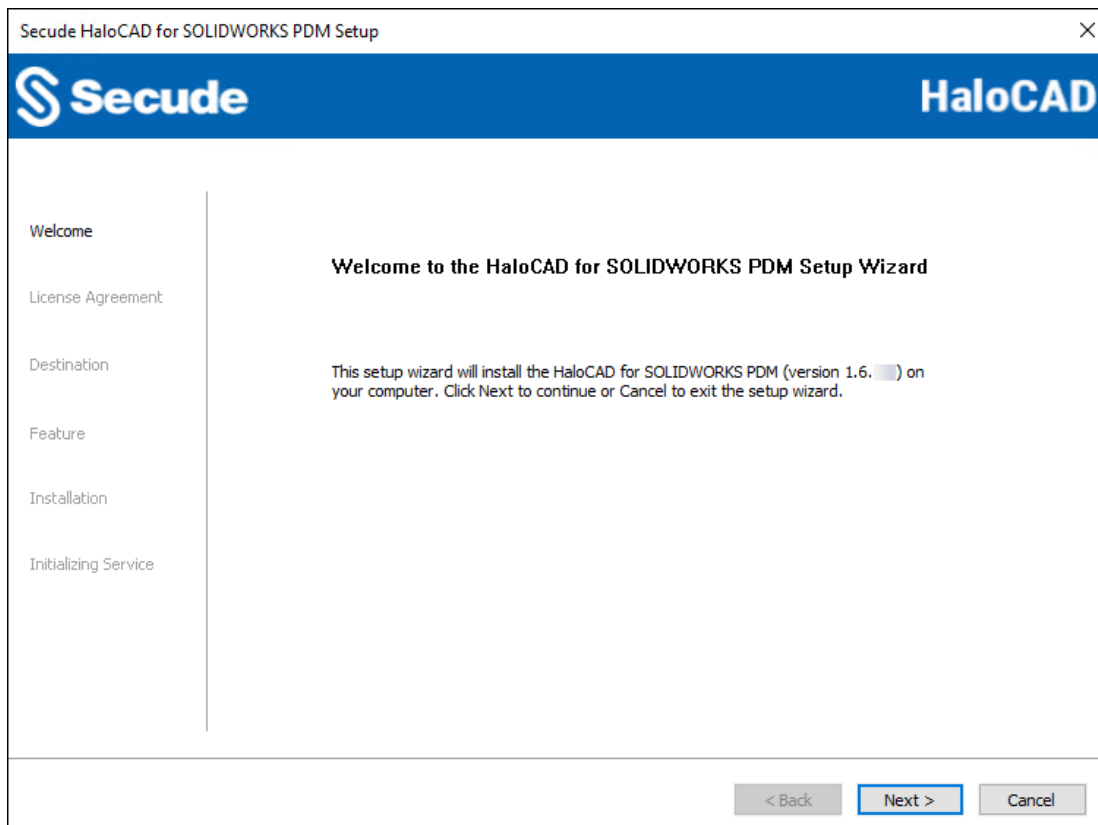 Secude HaloCAD for SOLIDWORKS PDM Setup
Secude
HaloCAD
Welcome
License Agreement
Destination
Feature
Installation
Initializing Service
Welcome to the HaloCAD for SOLIDWORKS PDM Setup Wizard
This setup wizard will install the HaloCAD for SOLIDWORKS PDM (version 1.6. ) on
your computer. Click Next to continue or Cancel to exit the setup wizard.
< Back
Next >
Cancel